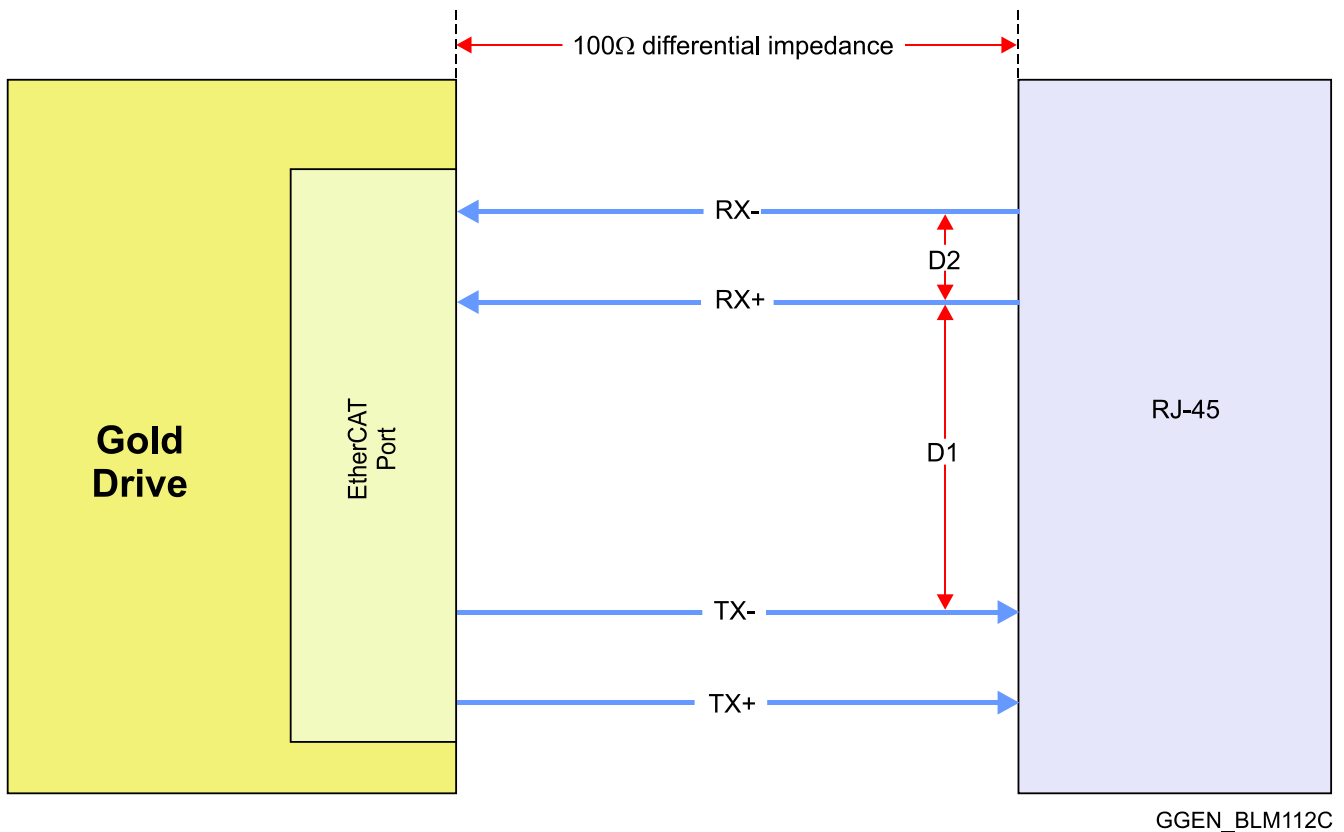 100Ω differential impedance
RX-
D2
RX+
Gold
Drive
EtherCAT
Port
D1
RJ-45
TX-
TX+
GGEN_BLM112C